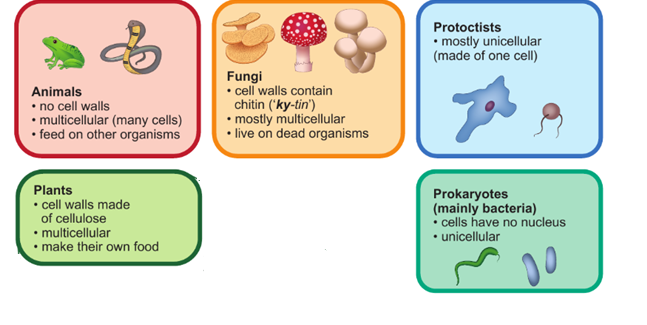 Animals
• no cell walls
• multicellular (many cells)
• feed on other organisms
Fungi
• cell walls contain
chitin (‘ky-tin’)
• mostly multicellular
• live on dead organisms
Protoctists
• mostly unicellular
(made of one cell)
Plants
• cell walls made
of cellulose
• multicellular
• make their own food
Prokaryotes
(mainly bacteria)
• cells have no nucleus
• unicellular